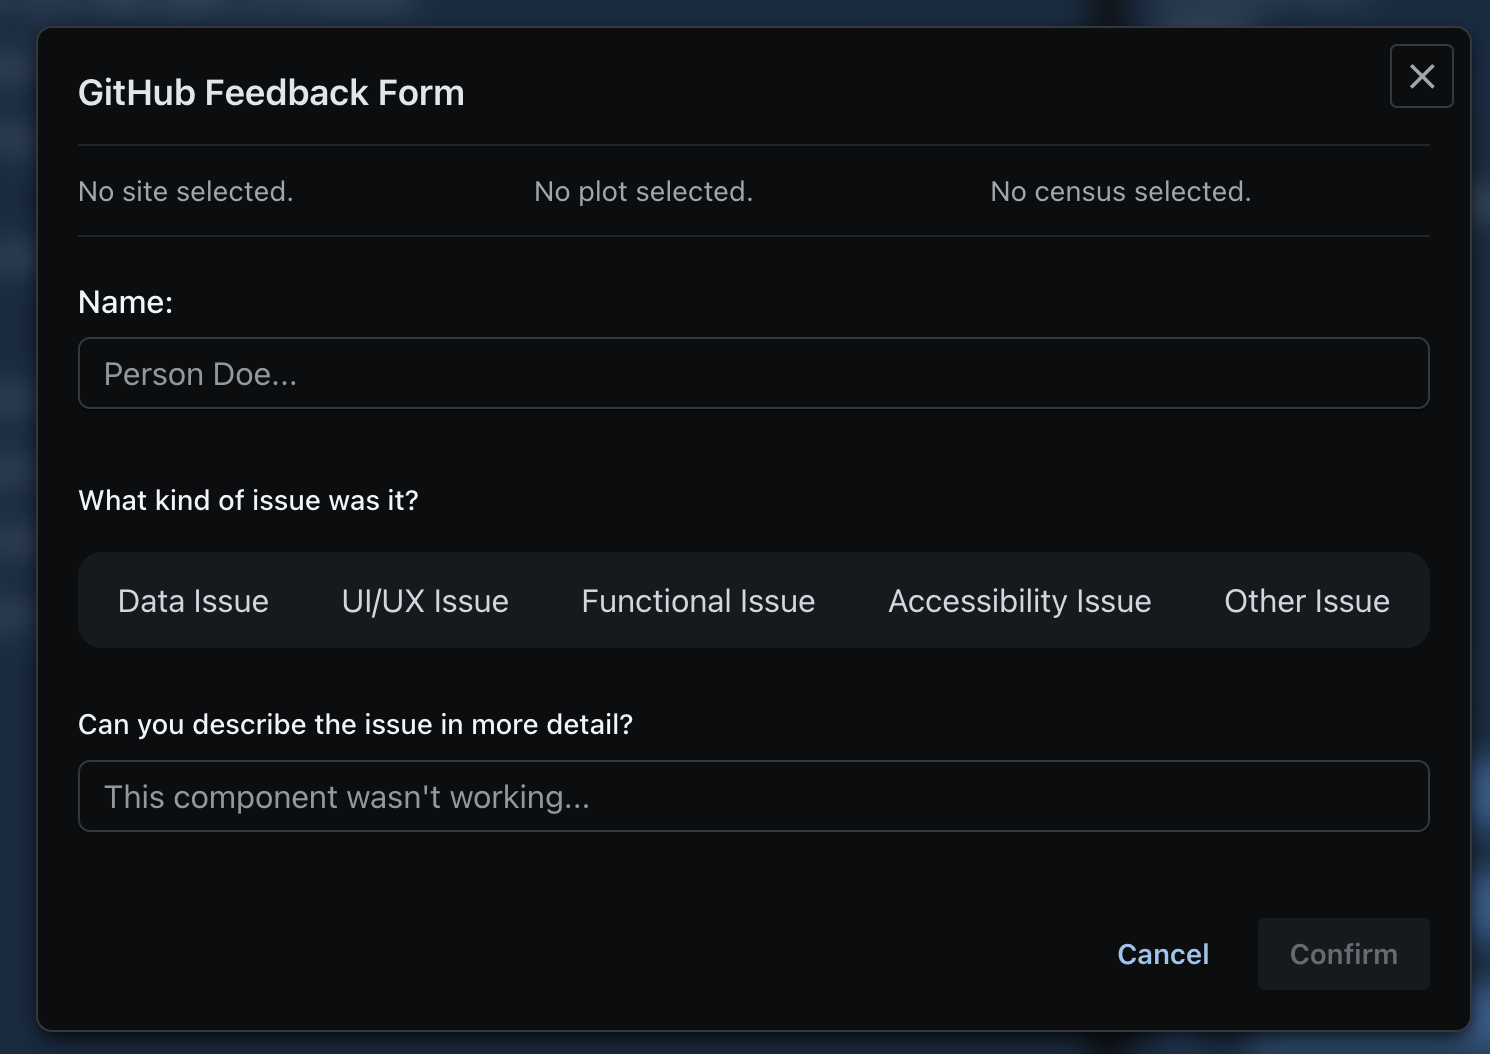 GitHub Feedback Form
No site selected. No plot selected. No census selected.
Name:
Person Doe...
What kind of issue was it?
Data Issue UI/UX Issue Functional Issue Accessibility Issue Other Issue
Can you describe the issue in more detail?
This component wasn't working...
Cancel Confirm